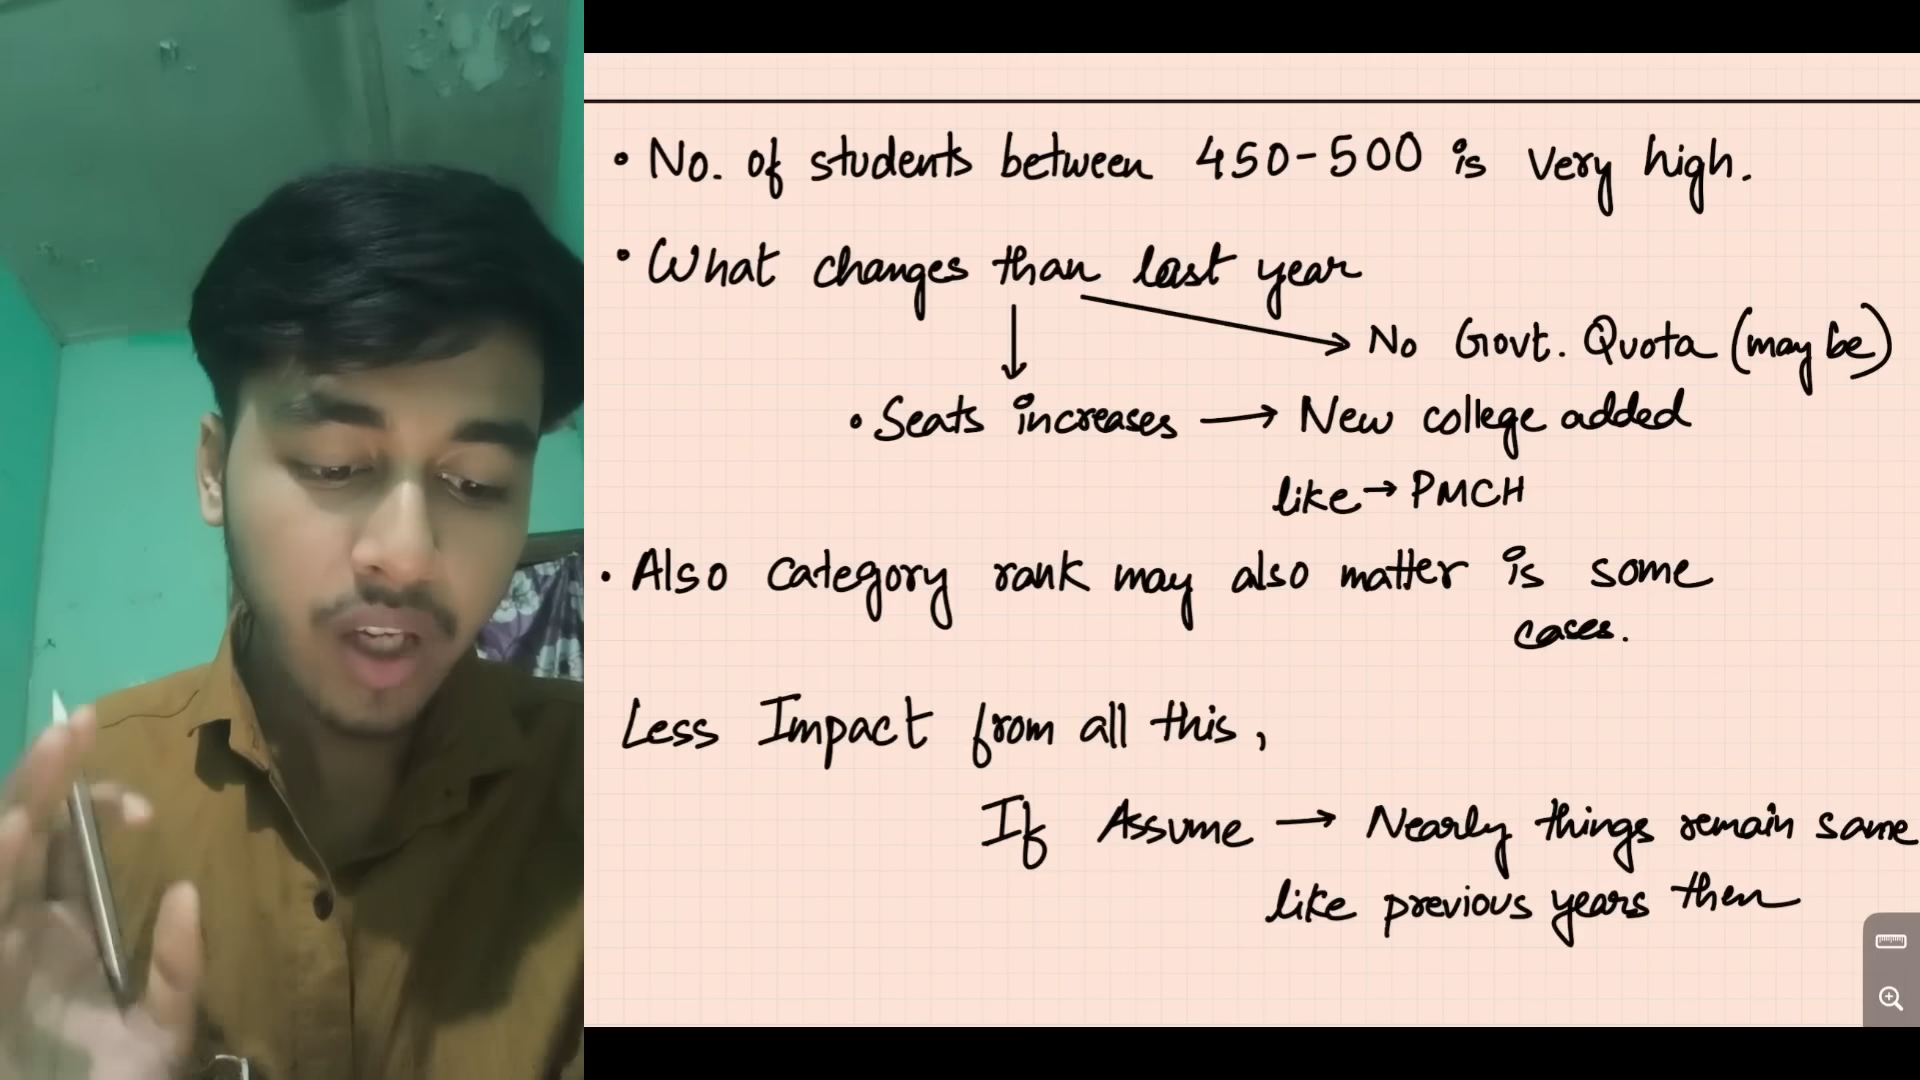 • No. of students between 450-500 is very high.
• What changes than last year
→ No Govt. Quota (may be)
• Seats increases → New college added
like → PMCH
• Also category rank may also matter is some
cases.
Less Impact from all this,
If Assume → Nearly things remain same
like previous years then